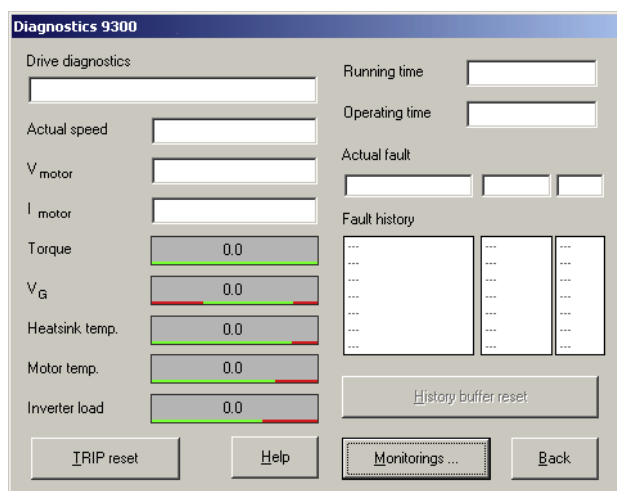 Diagnostics 9300
Drive diagnostics
Actual speed
V motor
I motor
Torque 0.0
VG 0.0
Heatsink temp. 0.0
Motor temp. 0.0
Inverter load 0.0
Running time
Operating time
Actual fault
Fault history
--- --- ---
--- --- ---
--- --- ---
--- --- ---
--- --- ---
--- --- ---
--- --- ---
History buffer reset
TRIP reset
Help
Monitorings ...
Back